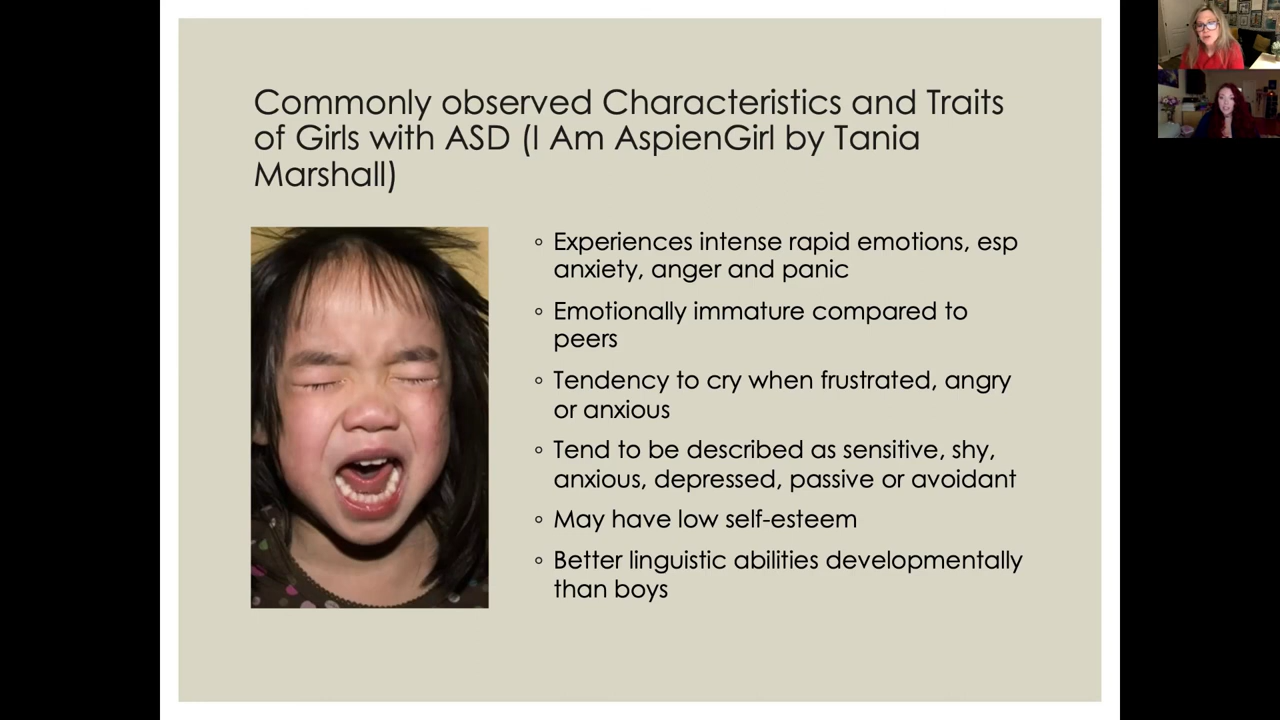 Commonly observed Characteristics and Traits
of Girls with ASD (I Am AspienGirl by Tania
Marshall)
◦ Experiences intense rapid emotions, esp
anxiety, anger and panic
◦ Emotionally immature compared to
peers
◦ Tendency to cry when frustrated, angry
or anxious
◦ Tend to be described as sensitive, shy,
anxious, depressed, passive or avoidant
◦ May have low self-esteem
◦ Better linguistic abilities developmentally
than boys